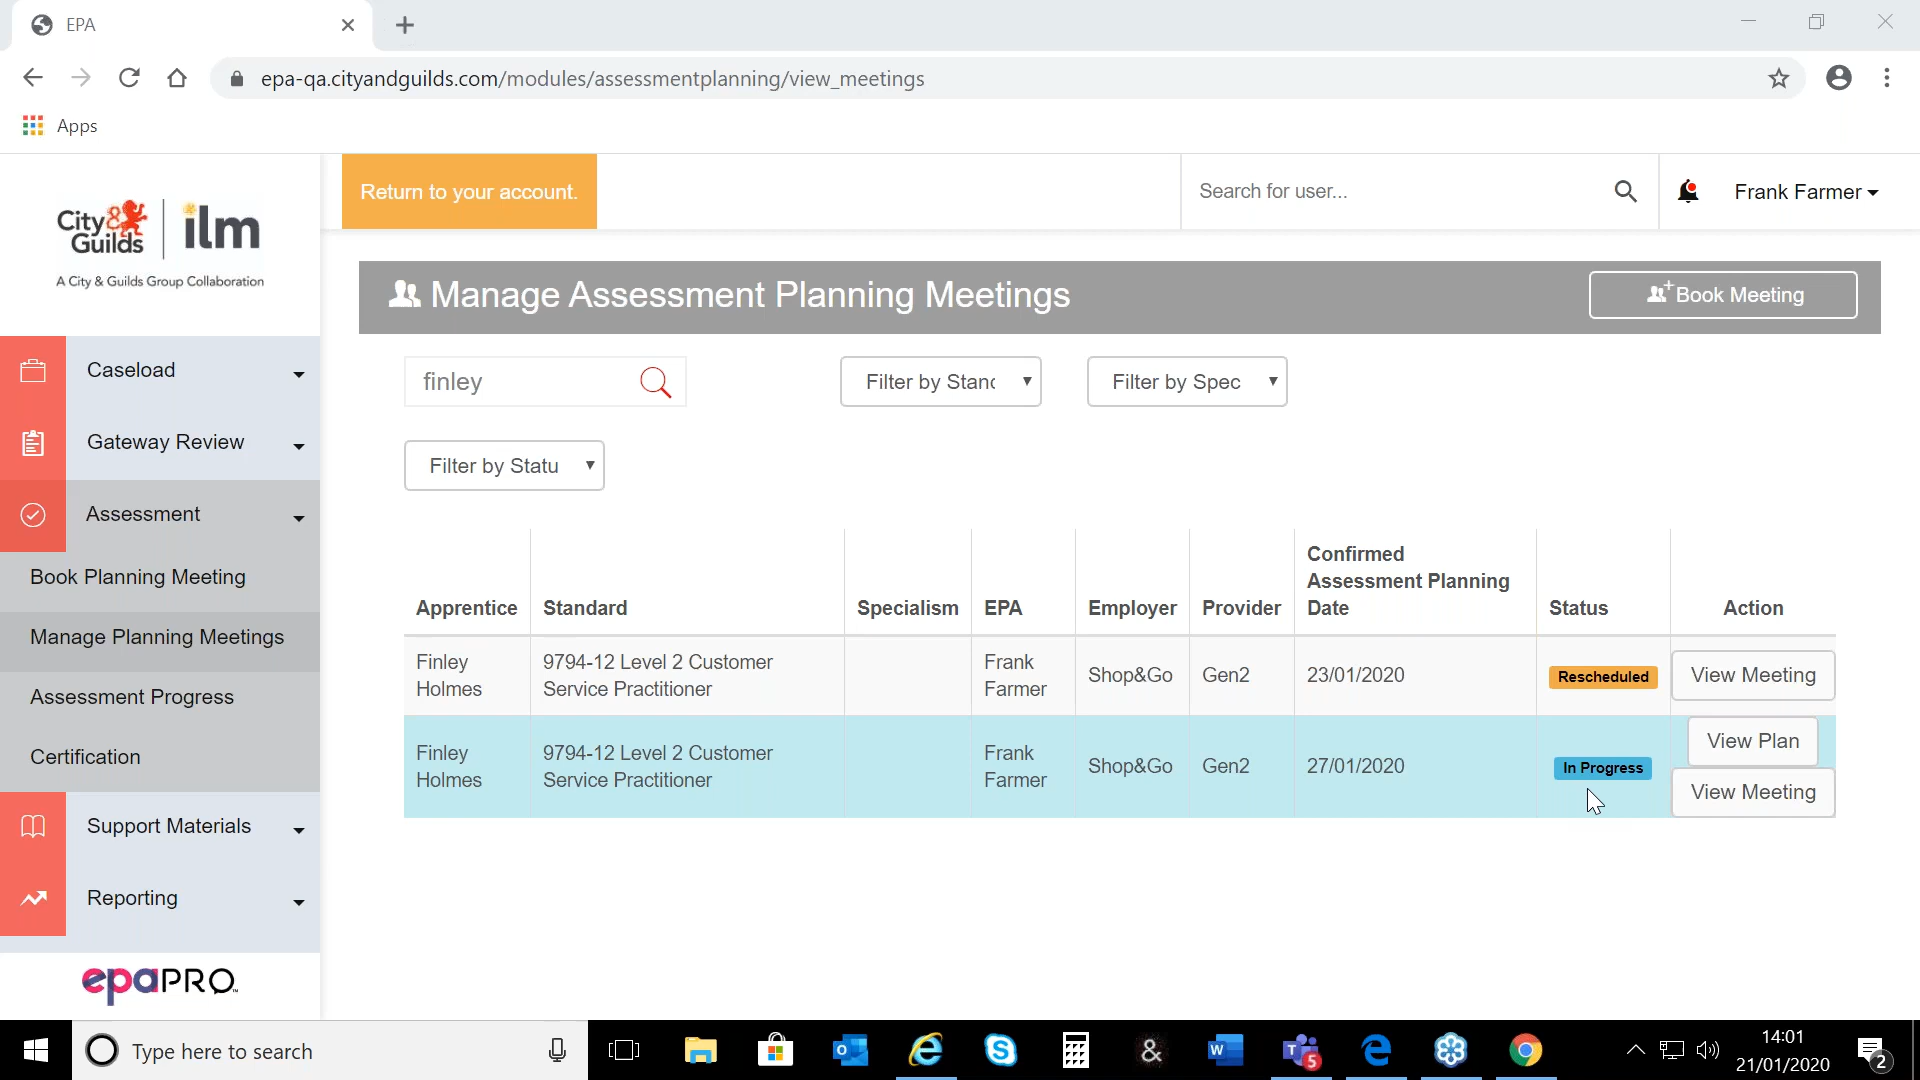 EPA
epa-qa.cityandguilds.com/modules/assessmentplanning/view_meetings
Apps
City & Guilds
ilm
A City & Guilds Group Collaboration
Return to your account.
Search for user...
Frank Farmer
Manage Assessment Planning Meetings
Book Meeting
Caseload
Gateway Review
Assessment
Book Planning Meeting
Manage Planning Meetings
Assessment Progress
Certification
Support Materials
Reporting
epaPRO
finley
Filter by Stand
Filter by Spec
Filter by Statu
Apprentice
Standard
Specialism
EPA
Employer
Provider
Confirmed
Assessment Planning
Date
Status
Action
Finley
Holmes
9794-12 Level 2 Customer
Service Practitioner
Frank
Farmer
Shop&Go
Gen2
23/01/2020
Rescheduled
View Meeting
Finley
Holmes
9794-12 Level 2 Customer
Service Practitioner
Frank
Farmer
Shop&Go
Gen2
27/01/2020
In Progress
View Plan
View Meeting
Type here to search
5
14:01
21/01/2020
2